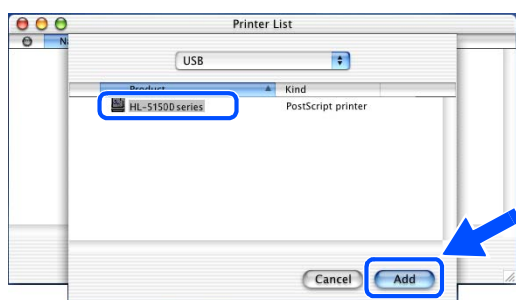 Printer List
N
USB
Product Kind
HL-5150D series PostScript printer
Cancel Add